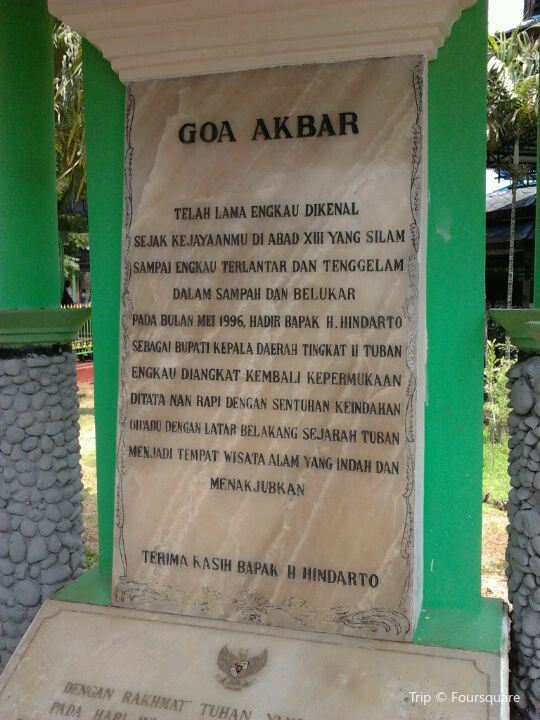 GOA AKBAR
TELAH LAMA ENGKAU DIKENAL
SEJAK KEJAYAANMU DI ABAD XIII YANG SILAM
SAMPAI ENGKAU TERLANTAR DAN TENGGELAM
DALAM SAMPAH DAN BELUKAR
PADA BULAN MEI 1996, HADIR BAPAK H. HINDARTO
SEBAGAI BUPATI KEPALA DAERAH TINGKAT II TUBAN
ENGKAU DIANGKAT KEMBALI KEPERMUKAAN
DITATA NAN RAPI DENGAN SENTUHAN KEINDAHAN
DIPADU DENGAN LATAR BELAKANG SEJARAH TUBAN
MENJADI TEMPAT WISATA ALAM YANG INDAH DAN
MENAKJUBKAN
TERIMA KASIH BAPAK H HINDARTO
DENGAN RAKHMAT TUHAN YANG
PADA HARI
Trip © Foursquare